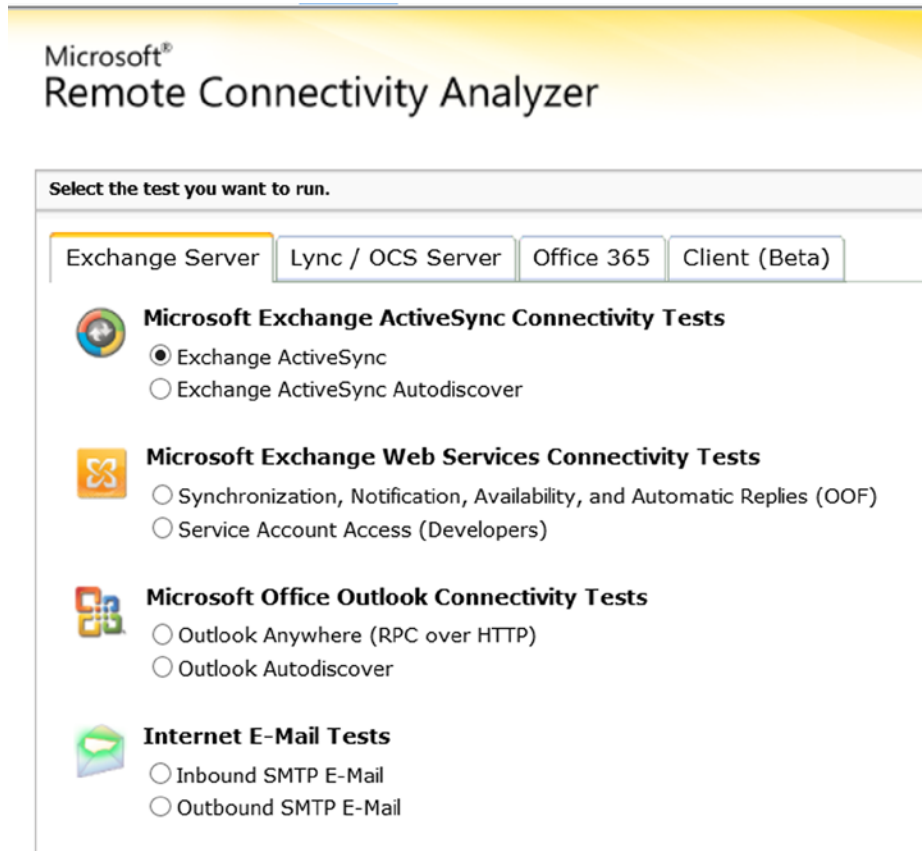 Microsoft®
Remote Connectivity Analyzer
Select the test you want to run.
Exchange Server Lync / OCS Server Office 365 Client (Beta)
Microsoft Exchange ActiveSync Connectivity Tests
Exchange ActiveSync
Exchange ActiveSync Autodiscover
Microsoft Exchange Web Services Connectivity Tests
Synchronization, Notification, Availability, and Automatic Replies (OOF)
Service Account Access (Developers)
Microsoft Office Outlook Connectivity Tests
Outlook Anywhere (RPC over HTTP)
Outlook Autodiscover
Internet E-Mail Tests
Inbound SMTP E-Mail
Outbound SMTP E-Mail